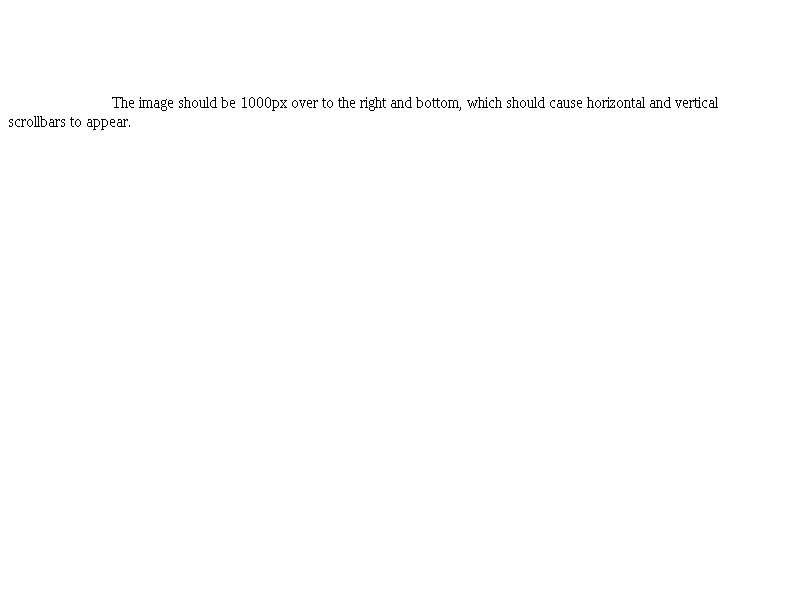 The image should be 1000px over to the right and bottom, which should cause horizontal and vertical
scrollbars to appear.